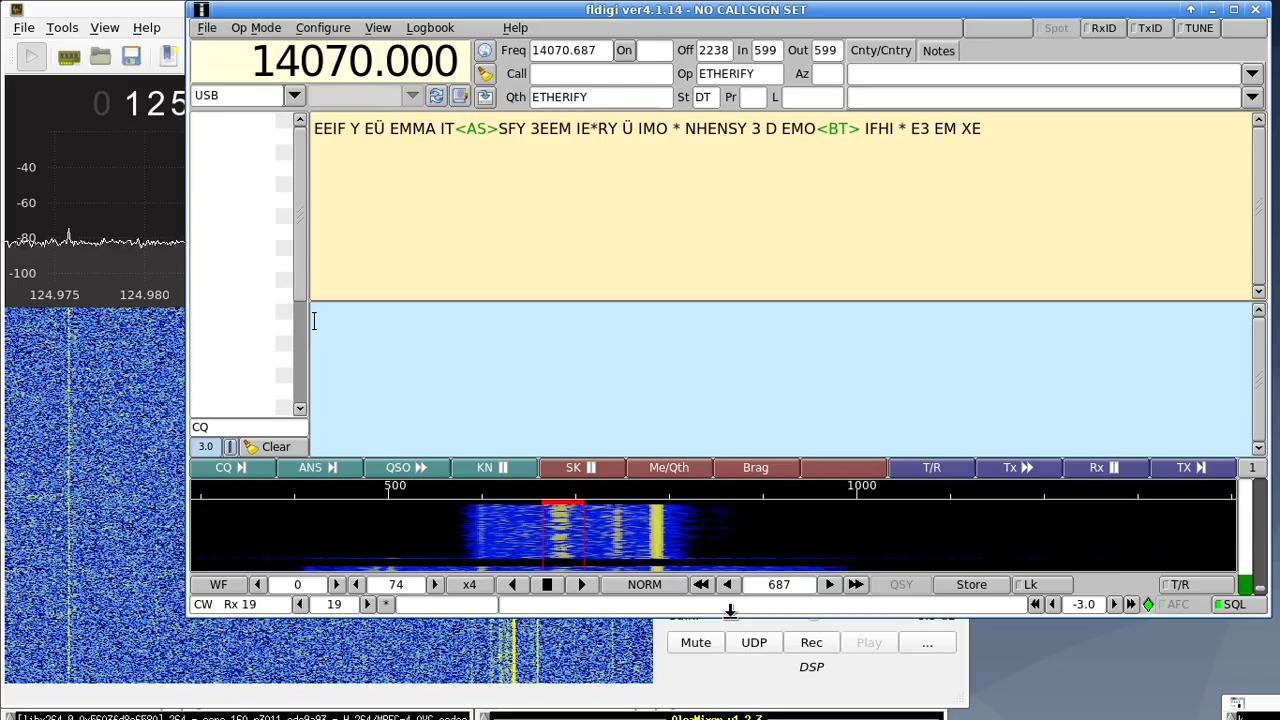 fldigi ver4.1.14 - NO CALLSIGN SET
File Tools View Help
File Op Mode Configure View Logbook Help
Spot RxID TxID TUNE
14070.000
Freq 14070.687 On Off 2238 In 539 Out 599 Cnty/Cntry Notes
Call Op ETHERIFY Az
USB
Qth ETHERIFY St DT Pr L
0 125
-40
-60
-80
-100
124.975 124.980
EEIF Y EÜ EMMA IT<AS>SFY 3EEM IE*RY Ü IMO * NHENSY 3 D EMO<BT> IFHI * E3 EM XE
CQ
3.0 Clear
CQ ANS QSO KN SK Me/Qth Brag T/R Tx Rx TX 1
500 1000
WF 0 74 x4 NORM 687 QSY Store Lk T/R
CW Rx 19 19 * -3.0 AFC SQL
Mute UDP Rec Play ...
DSP